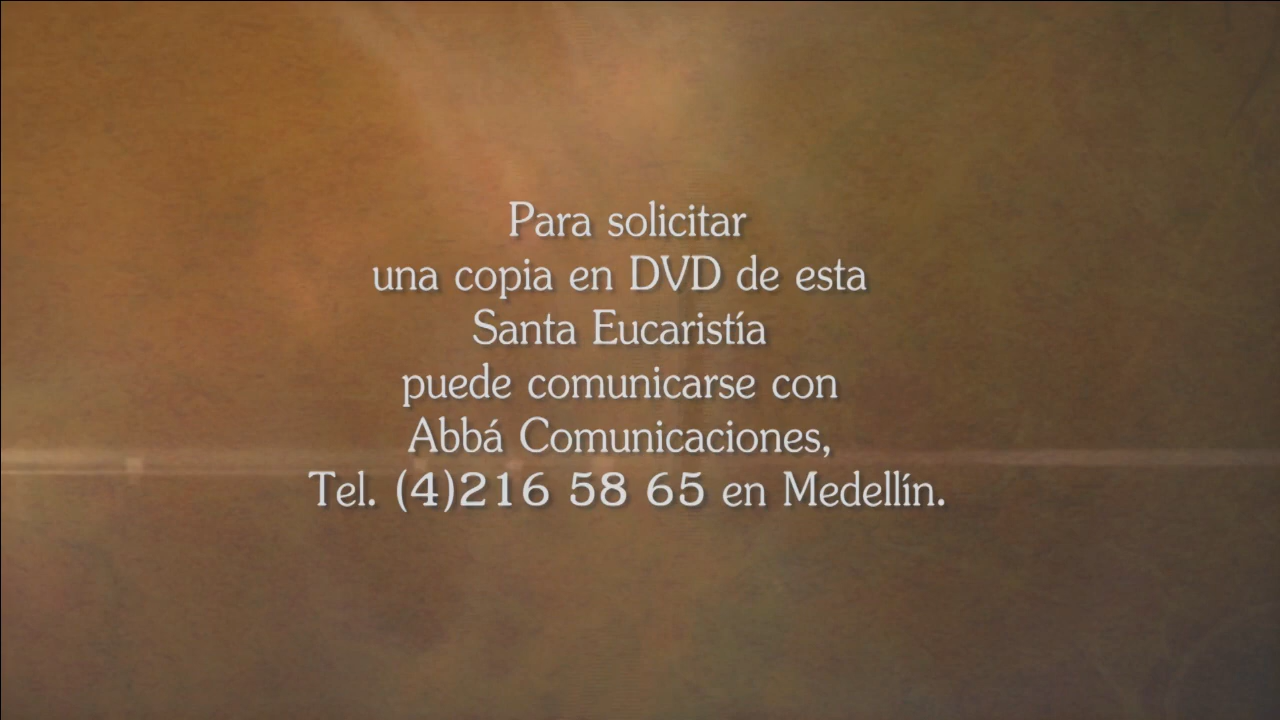 Para solicitar
una copia en DVD de esta
Santa Eucaristía
puede comunicarse con
Abbá Comunicaciones,
Tel. (4)216 58 65 en Medellín.